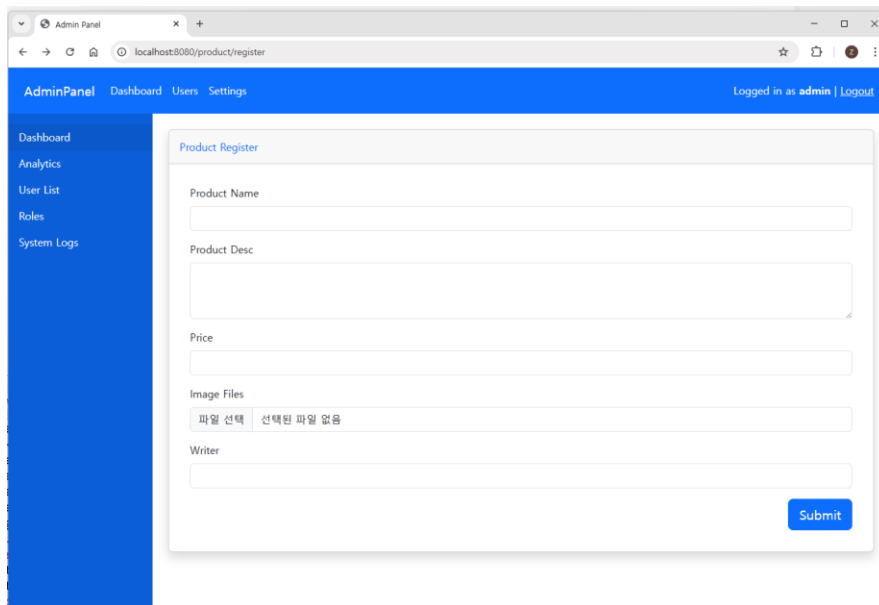 Admin Panel
localhost:8080/product/register
Z
AdminPanel Dashboard Users Settings
Logged in as admin | Logout
Dashboard
Analytics
User List
Roles
System Logs
Product Register
Product Name
Product Desc
Price
Image Files
파일 선택 선택된 파일 없음
Writer
Submit